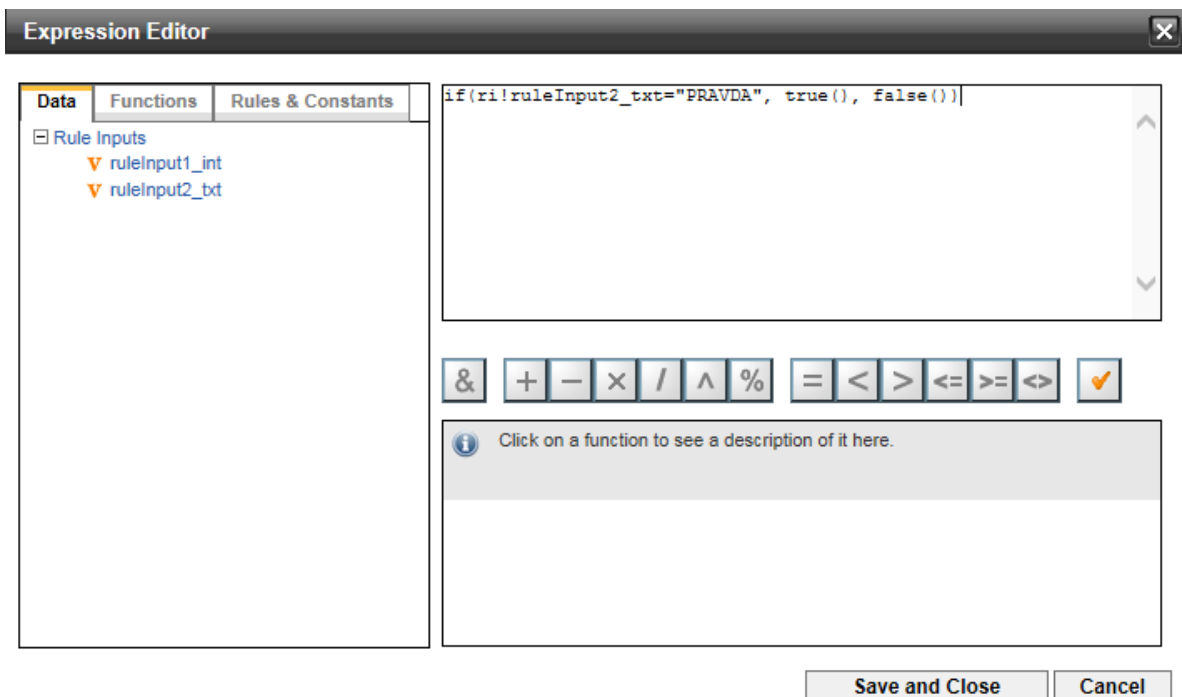 Expression Editor
Data Functions Rules & Constants
Rule Inputs
ruleInput1_int
ruleInput2_txt
if(ri!ruleInput2_txt="PRAVDA", true(), false())
& + − × / ^ % = < > <= >= <>
Click on a function to see a description of it here.
Save and Close Cancel